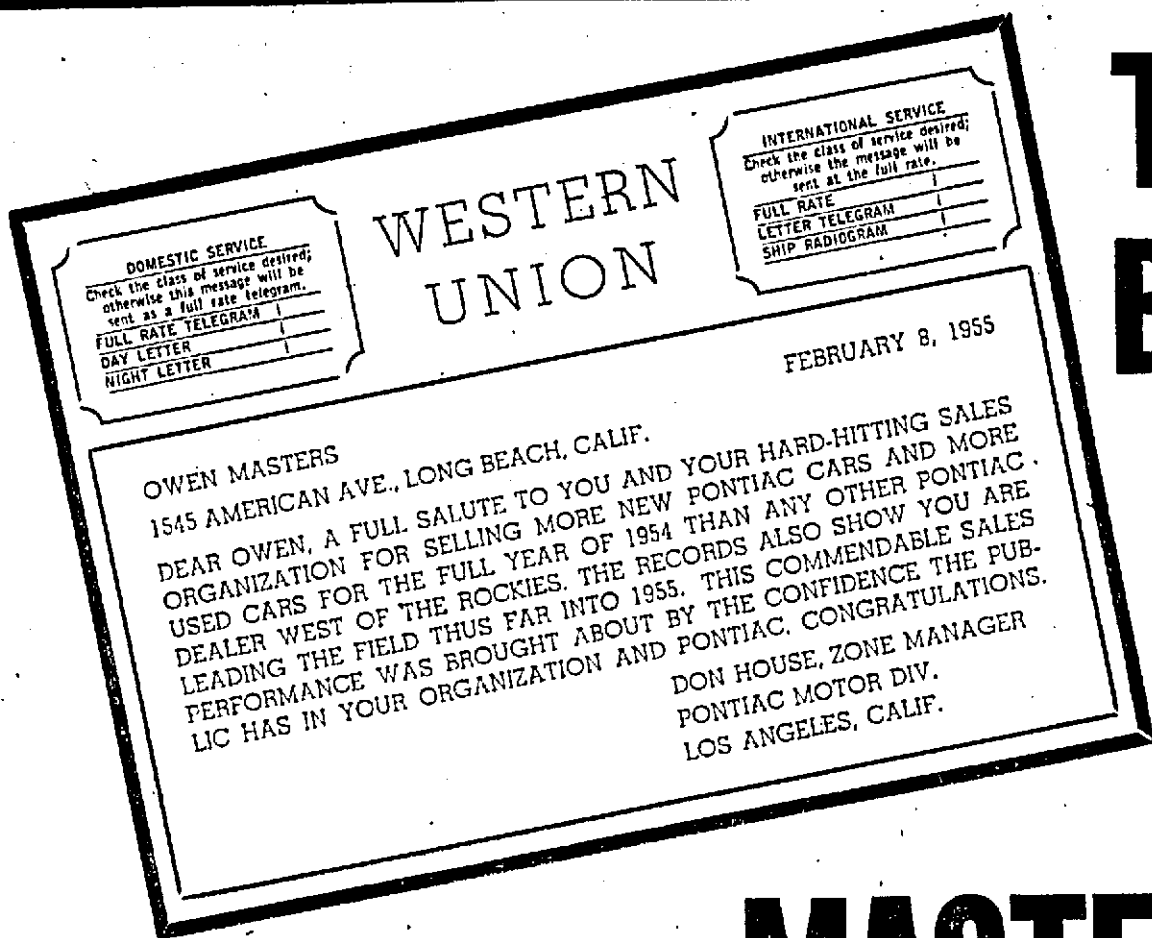 DOMESTIC SERVICE
Check the class of service desired;
otherwise this message will be
sent as a full rate telegram.
FULL RATE TELEGRAM
DAY LETTER
NIGHT LETTER
WESTERN
UNION
INTERNATIONAL SERVICE
Check the class of service desired;
otherwise the message will be
sent at the full rate.
FULL RATE
LETTER TELEGRAM
SHIP RADIOGRAM
FEBRUARY 8, 1955
OWEN MASTERS
1545 AMERICAN AVE., LONG BEACH, CALIF.
DEAR OWEN, A FULL SALUTE TO YOU AND YOUR HARD-HITTING SALES
ORGANIZATION FOR SELLING MORE NEW PONTIAC CARS AND MORE
USED CARS FOR THE FULL YEAR OF 1954 THAN ANY OTHER PONTIAC
DEALER WEST OF THE ROCKIES. THE RECORDS ALSO SHOW YOU ARE
LEADING THE FIELD THUS FAR INTO 1955. THIS COMMENDABLE SALES
PERFORMANCE WAS BROUGHT ABOUT BY THE CONFIDENCE THE PUB-
LIC HAS IN YOUR ORGANIZATION AND PONTIAC. CONGRATULATIONS.
DON HOUSE, ZONE MANAGER
PONTIAC MOTOR DIV.
LOS ANGELES, CALIF.